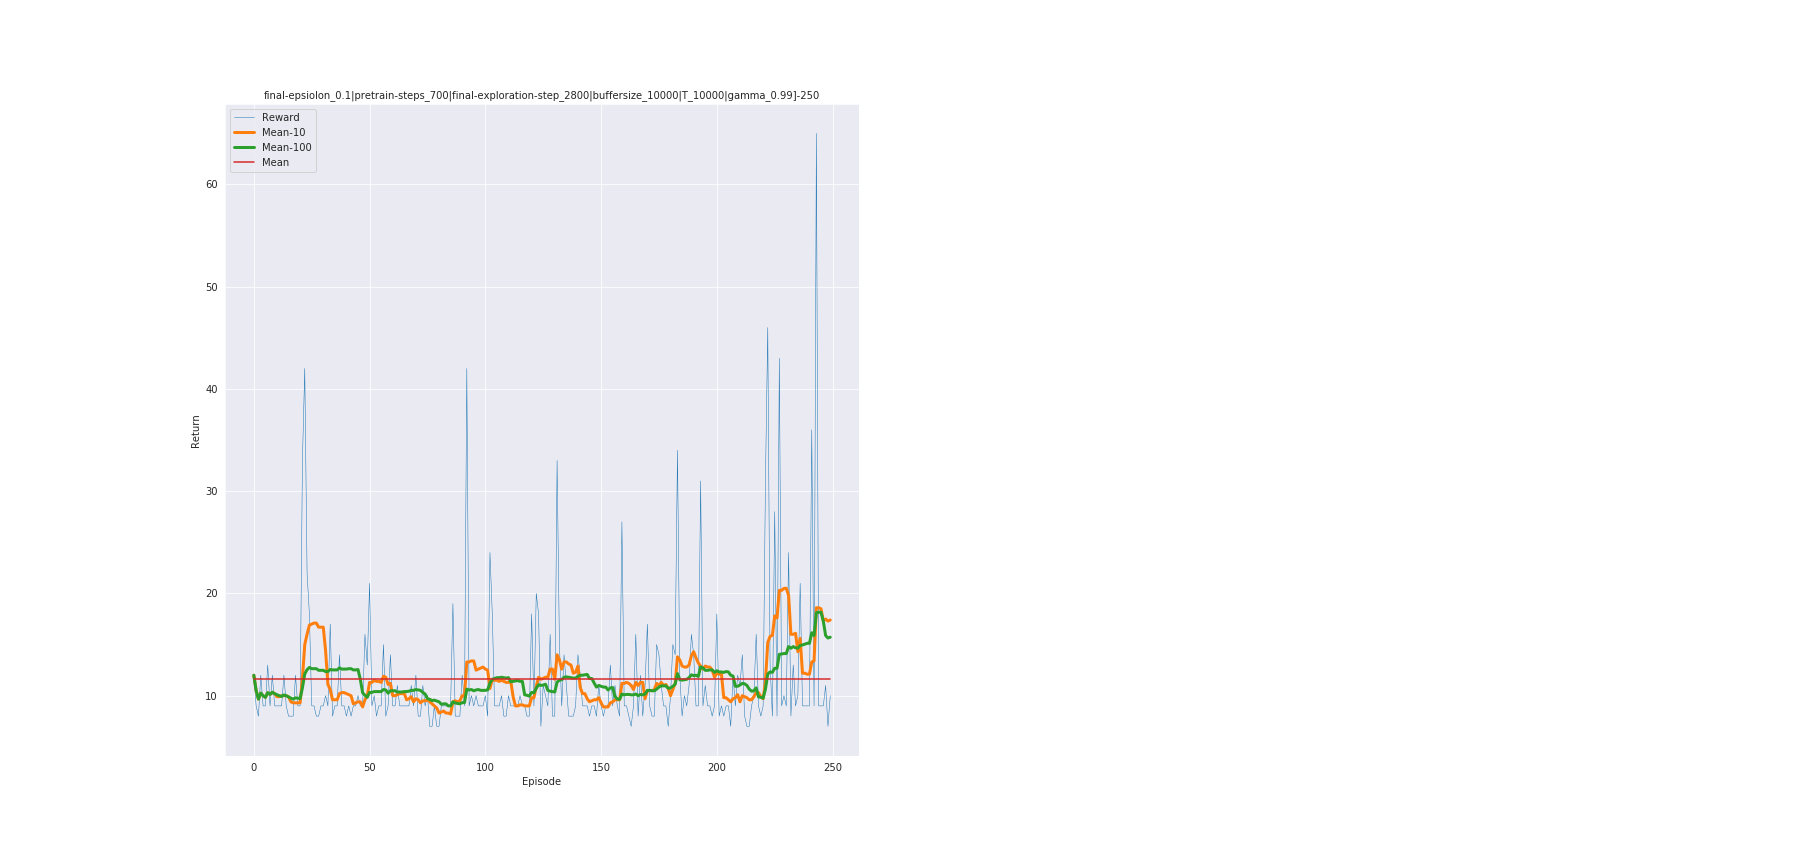 final-epsiolon_0.1|pretrain-steps_700|final-exploration-step_2800|buffersize_10000|T_10000|gamma_0.99]-250
Reward
Mean-10
Mean-100
Mean
60
50
40
30
20
10
Return
0 50 100 150 200 250
Episode